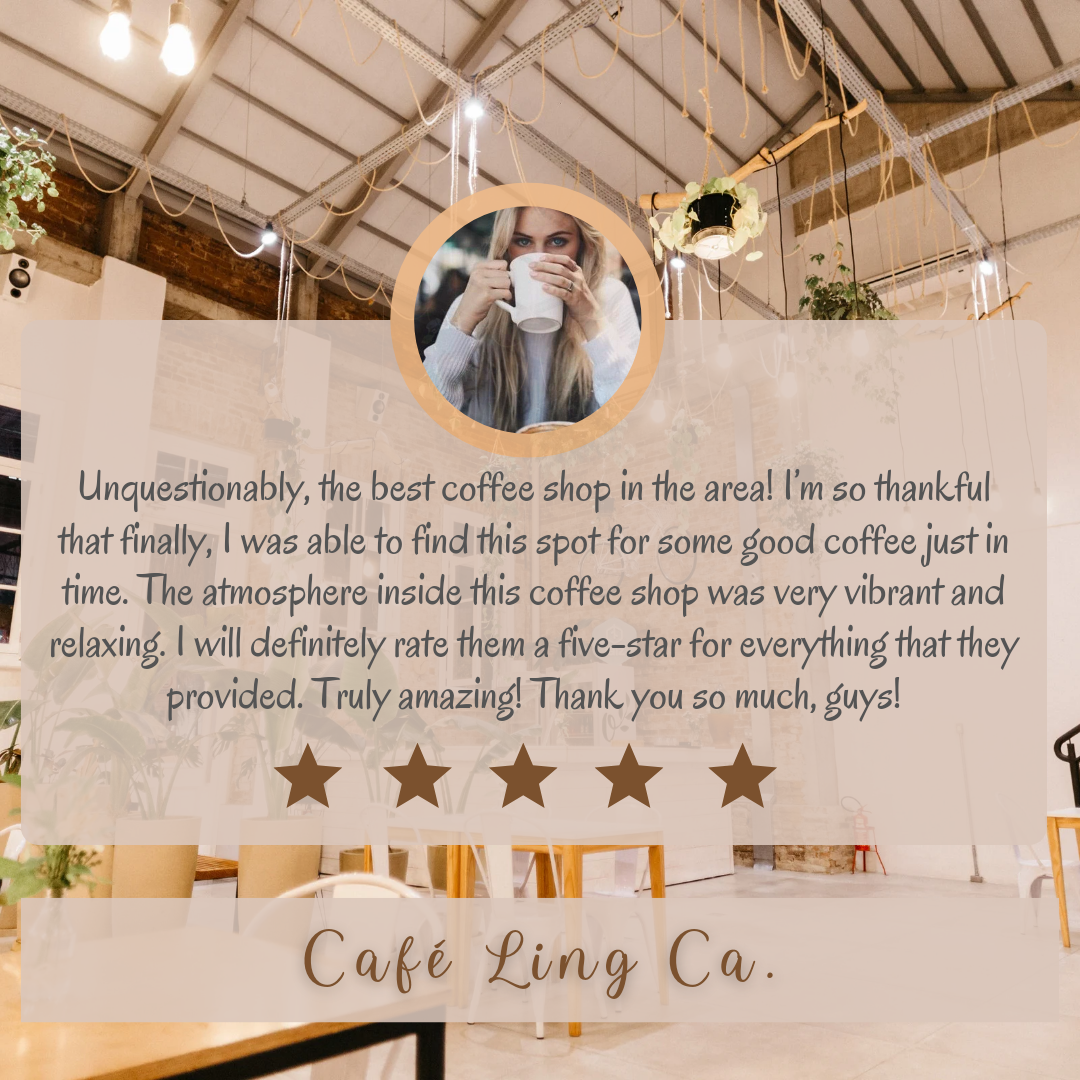 Unquestionably, the best coffee shop in the area! I'm so thankful
that finally, I was able to find this spot for some good coffee just in
time. The atmosphere inside this coffee shop was very vibrant and
relaxing. I will definitely rate them a five-star for everything that they
provided. Truly amazing! Thank you so much, guys!
Café Ling Ca.